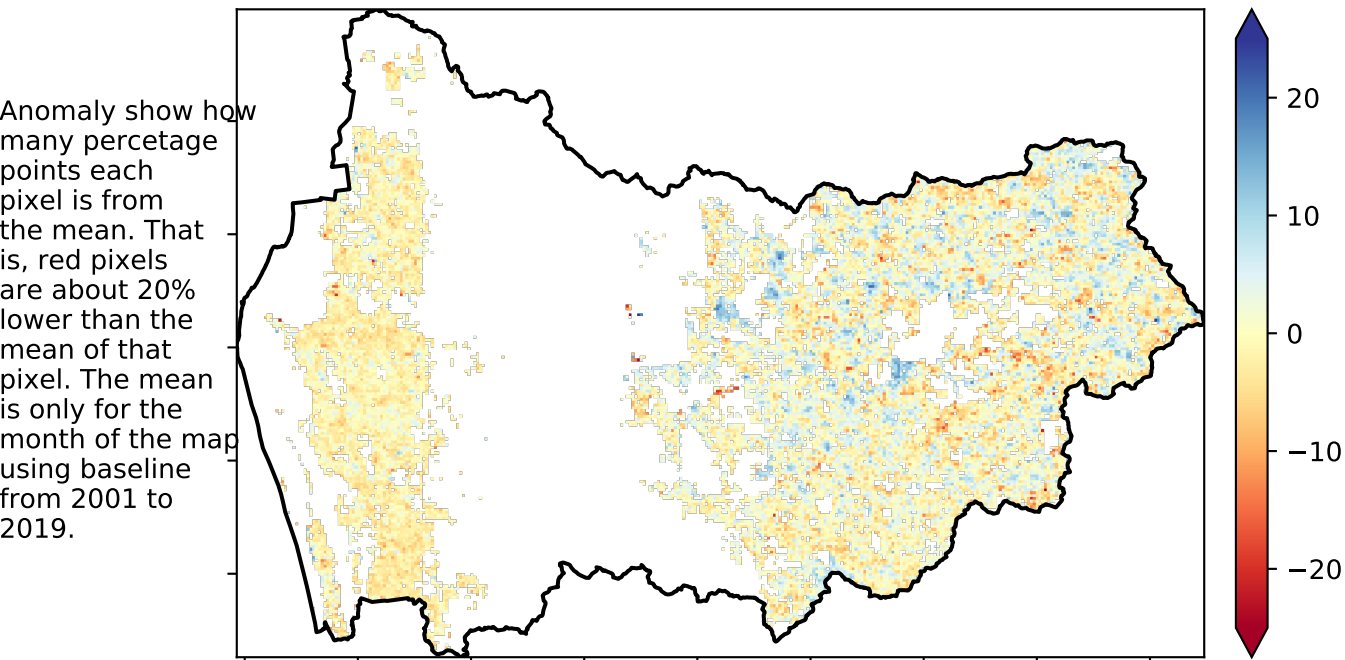 Anomaly show how
many percetage
points each
pixel is from
the mean. That
is, red pixels
are about 20%
lower than the
mean of that
pixel. The mean
is only for the
month of the map
using baseline
from 2001 to
2019.
20
10
0
−10
−20